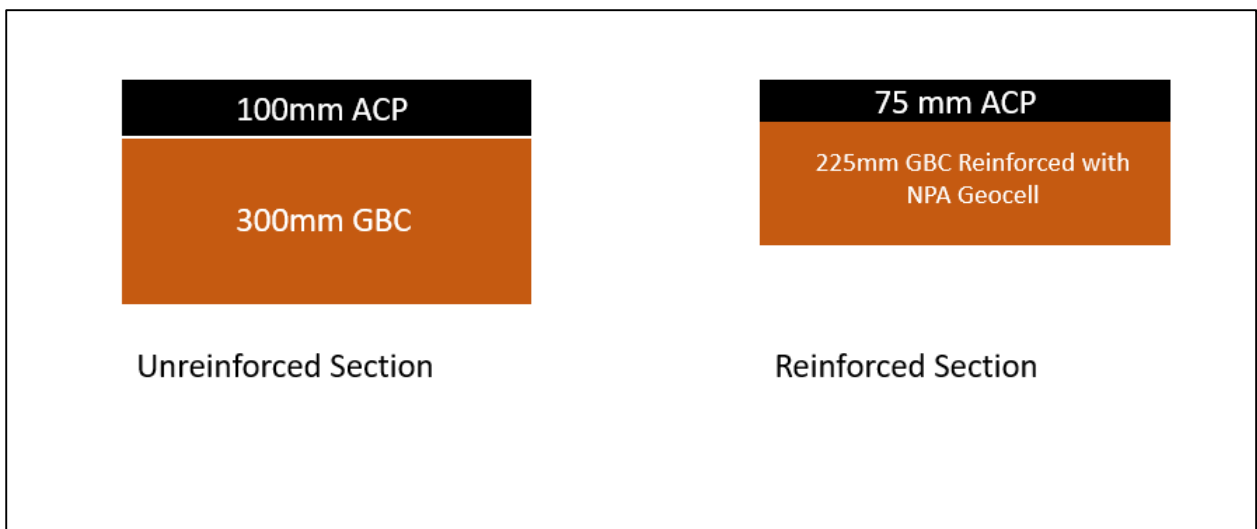 100mm ACP
300mm GBC
Unreinforced Section
75 mm ACP
225mm GBC Reinforced with
NPA Geocell
Reinforced Section